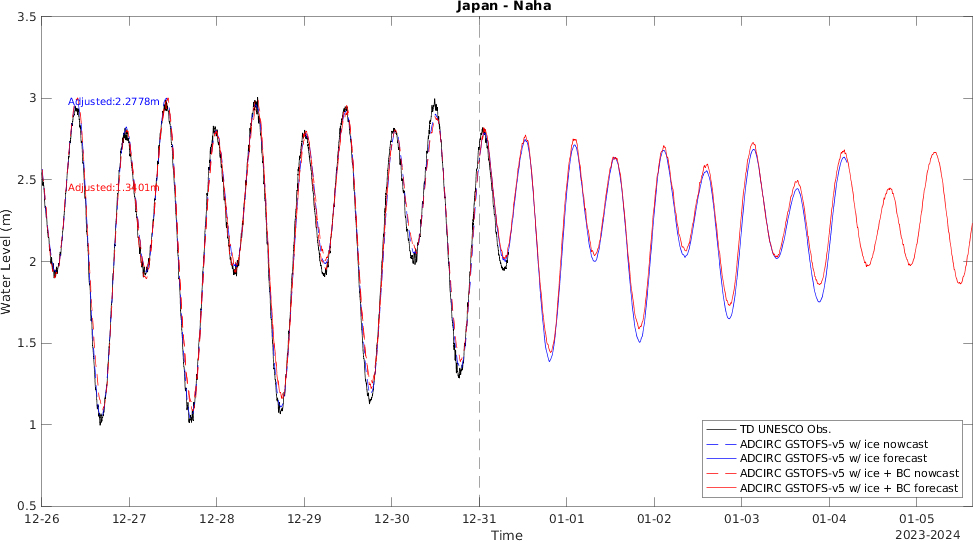 Japan - Naha
3.5
3
2.5
2
1.5
1
0.5
Water Level (m)
Adjusted:2.2778m
Adjusted:1.3401m
TD UNESCO Obs.
ADCIRC GSTOFS-v5 w/ ice nowcast
ADCIRC GSTOFS-v5 w/ ice forecast
ADCIRC GSTOFS-v5 w/ ice + BC nowcast
ADCIRC GSTOFS-v5 w/ ice + BC forecast
12-26 12-27 12-28 12-29 12-30 12-31 01-01 01-02 01-03 01-04 01-05
Time
2023-2024